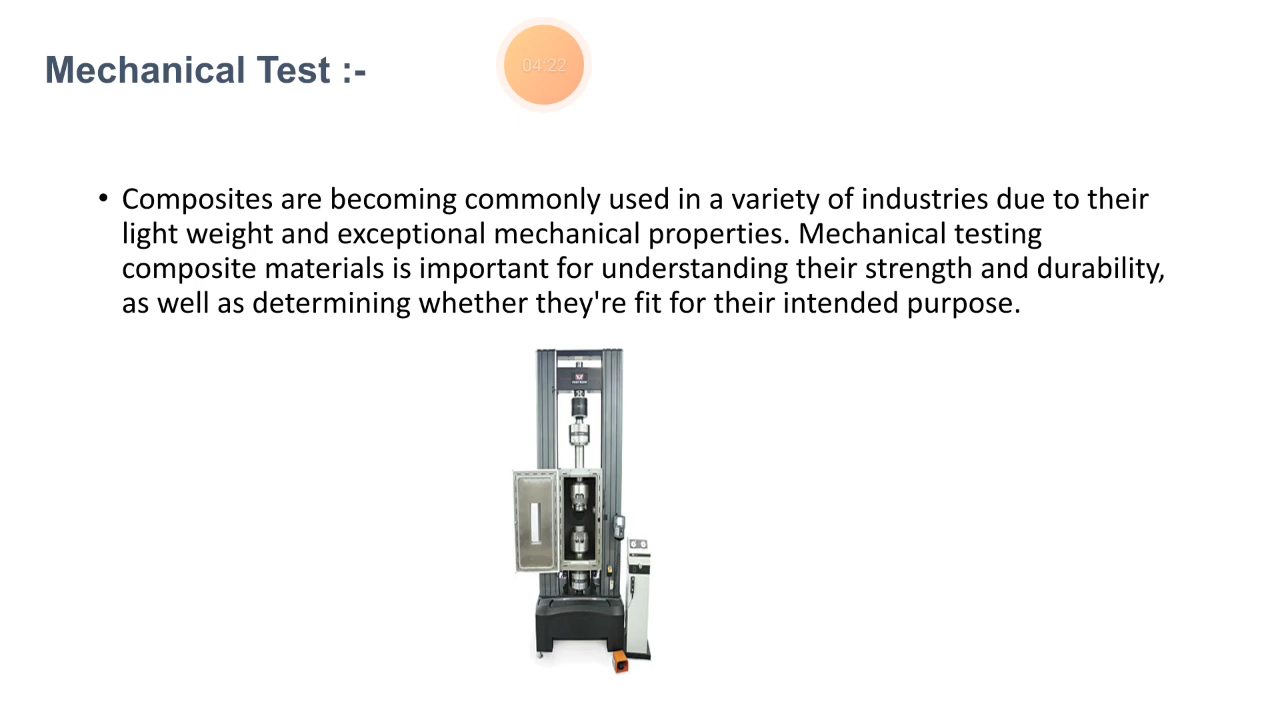 Mechanical Test :-
04:22
• Composites are becoming commonly used in a variety of industries due to their
light weight and exceptional mechanical properties. Mechanical testing
composite materials is important for understanding their strength and durability,
as well as determining whether they're fit for their intended purpose.